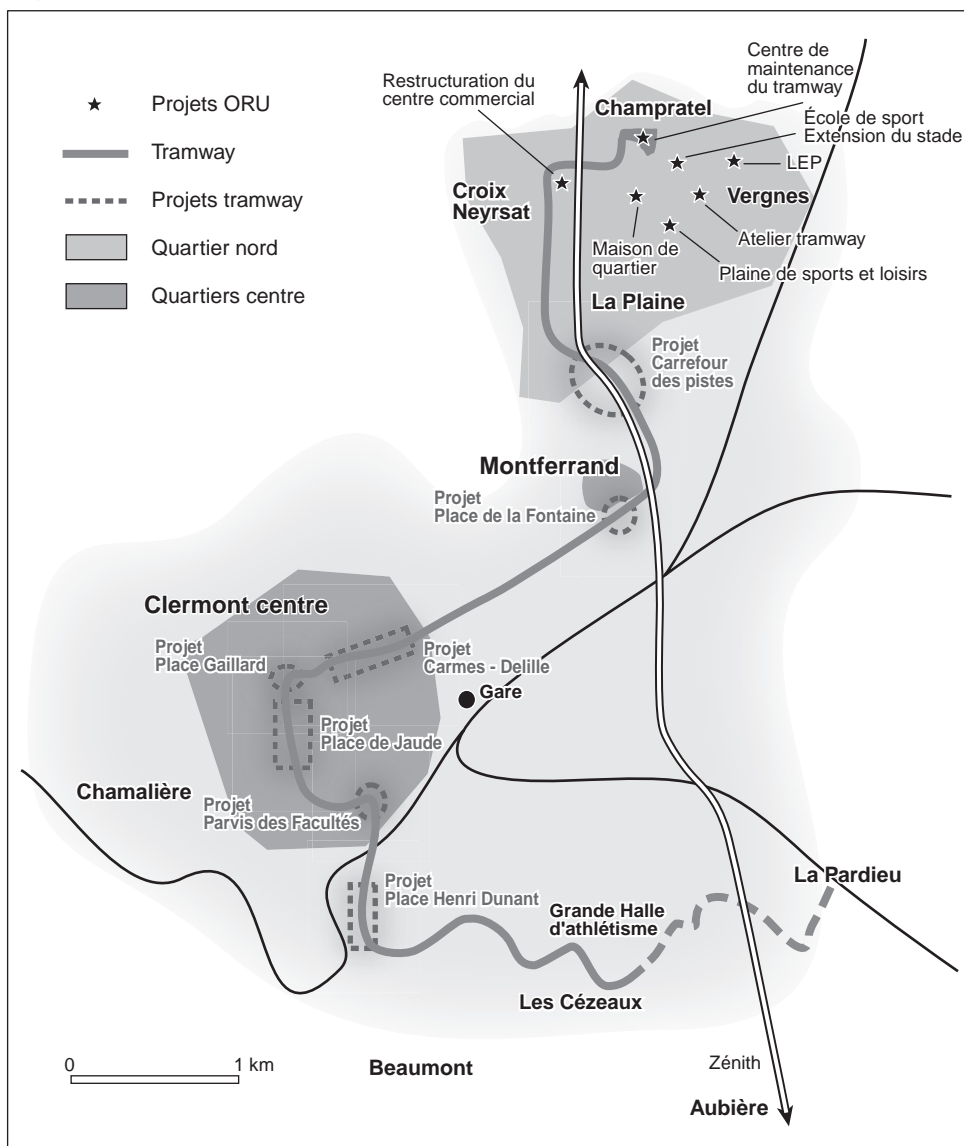 Projets ORU
Tramway
Projets tramway
Quartier nord
Quartiers centre
Restructuration du
centre commercial
Centre de
maintenance
du tramway
Champratel
École de sport
Extension du stade
LEP
Croix
Neyrsat
Vergnes
Maison de
quartier
Atelier tramway
Plaine de sports et loisirs
La Plaine
Projet
Carrefour
des pistes
Montferrand
Projet
Place de la Fontaine
Clermont centre
Projet
Place Gaillard
Projet
Carmes - Delille
Gare
Projet
Place de Jaude
Chamalière
Projet
Parvis des Facultés
Projet
Place Henri Dunant
La Pardieu
Grande Halle
d'athlétisme
Les Cézeaux
0 1 km
Beaumont
Zénith
Aubière